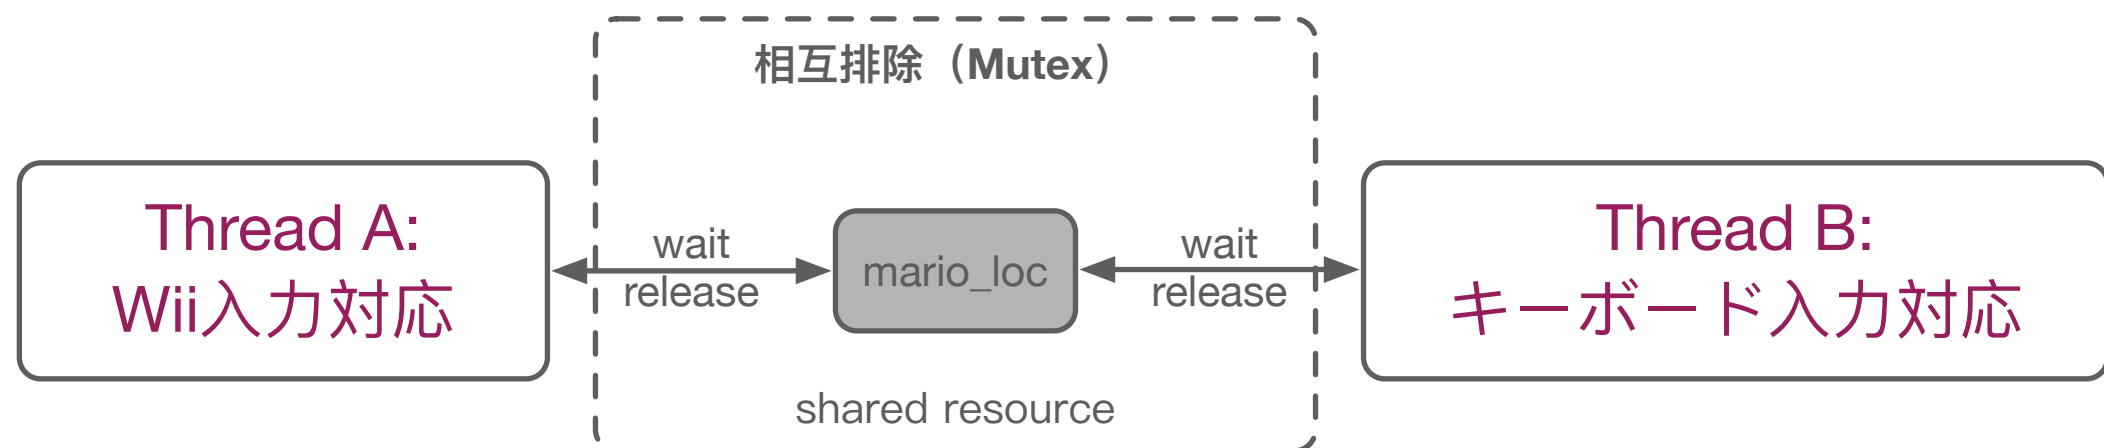 相互排除（Mutex）
Thread A:
Wii入力対応
wait
release
mario_loc
wait
release
Thread B:
キーボード入力対応
shared resource